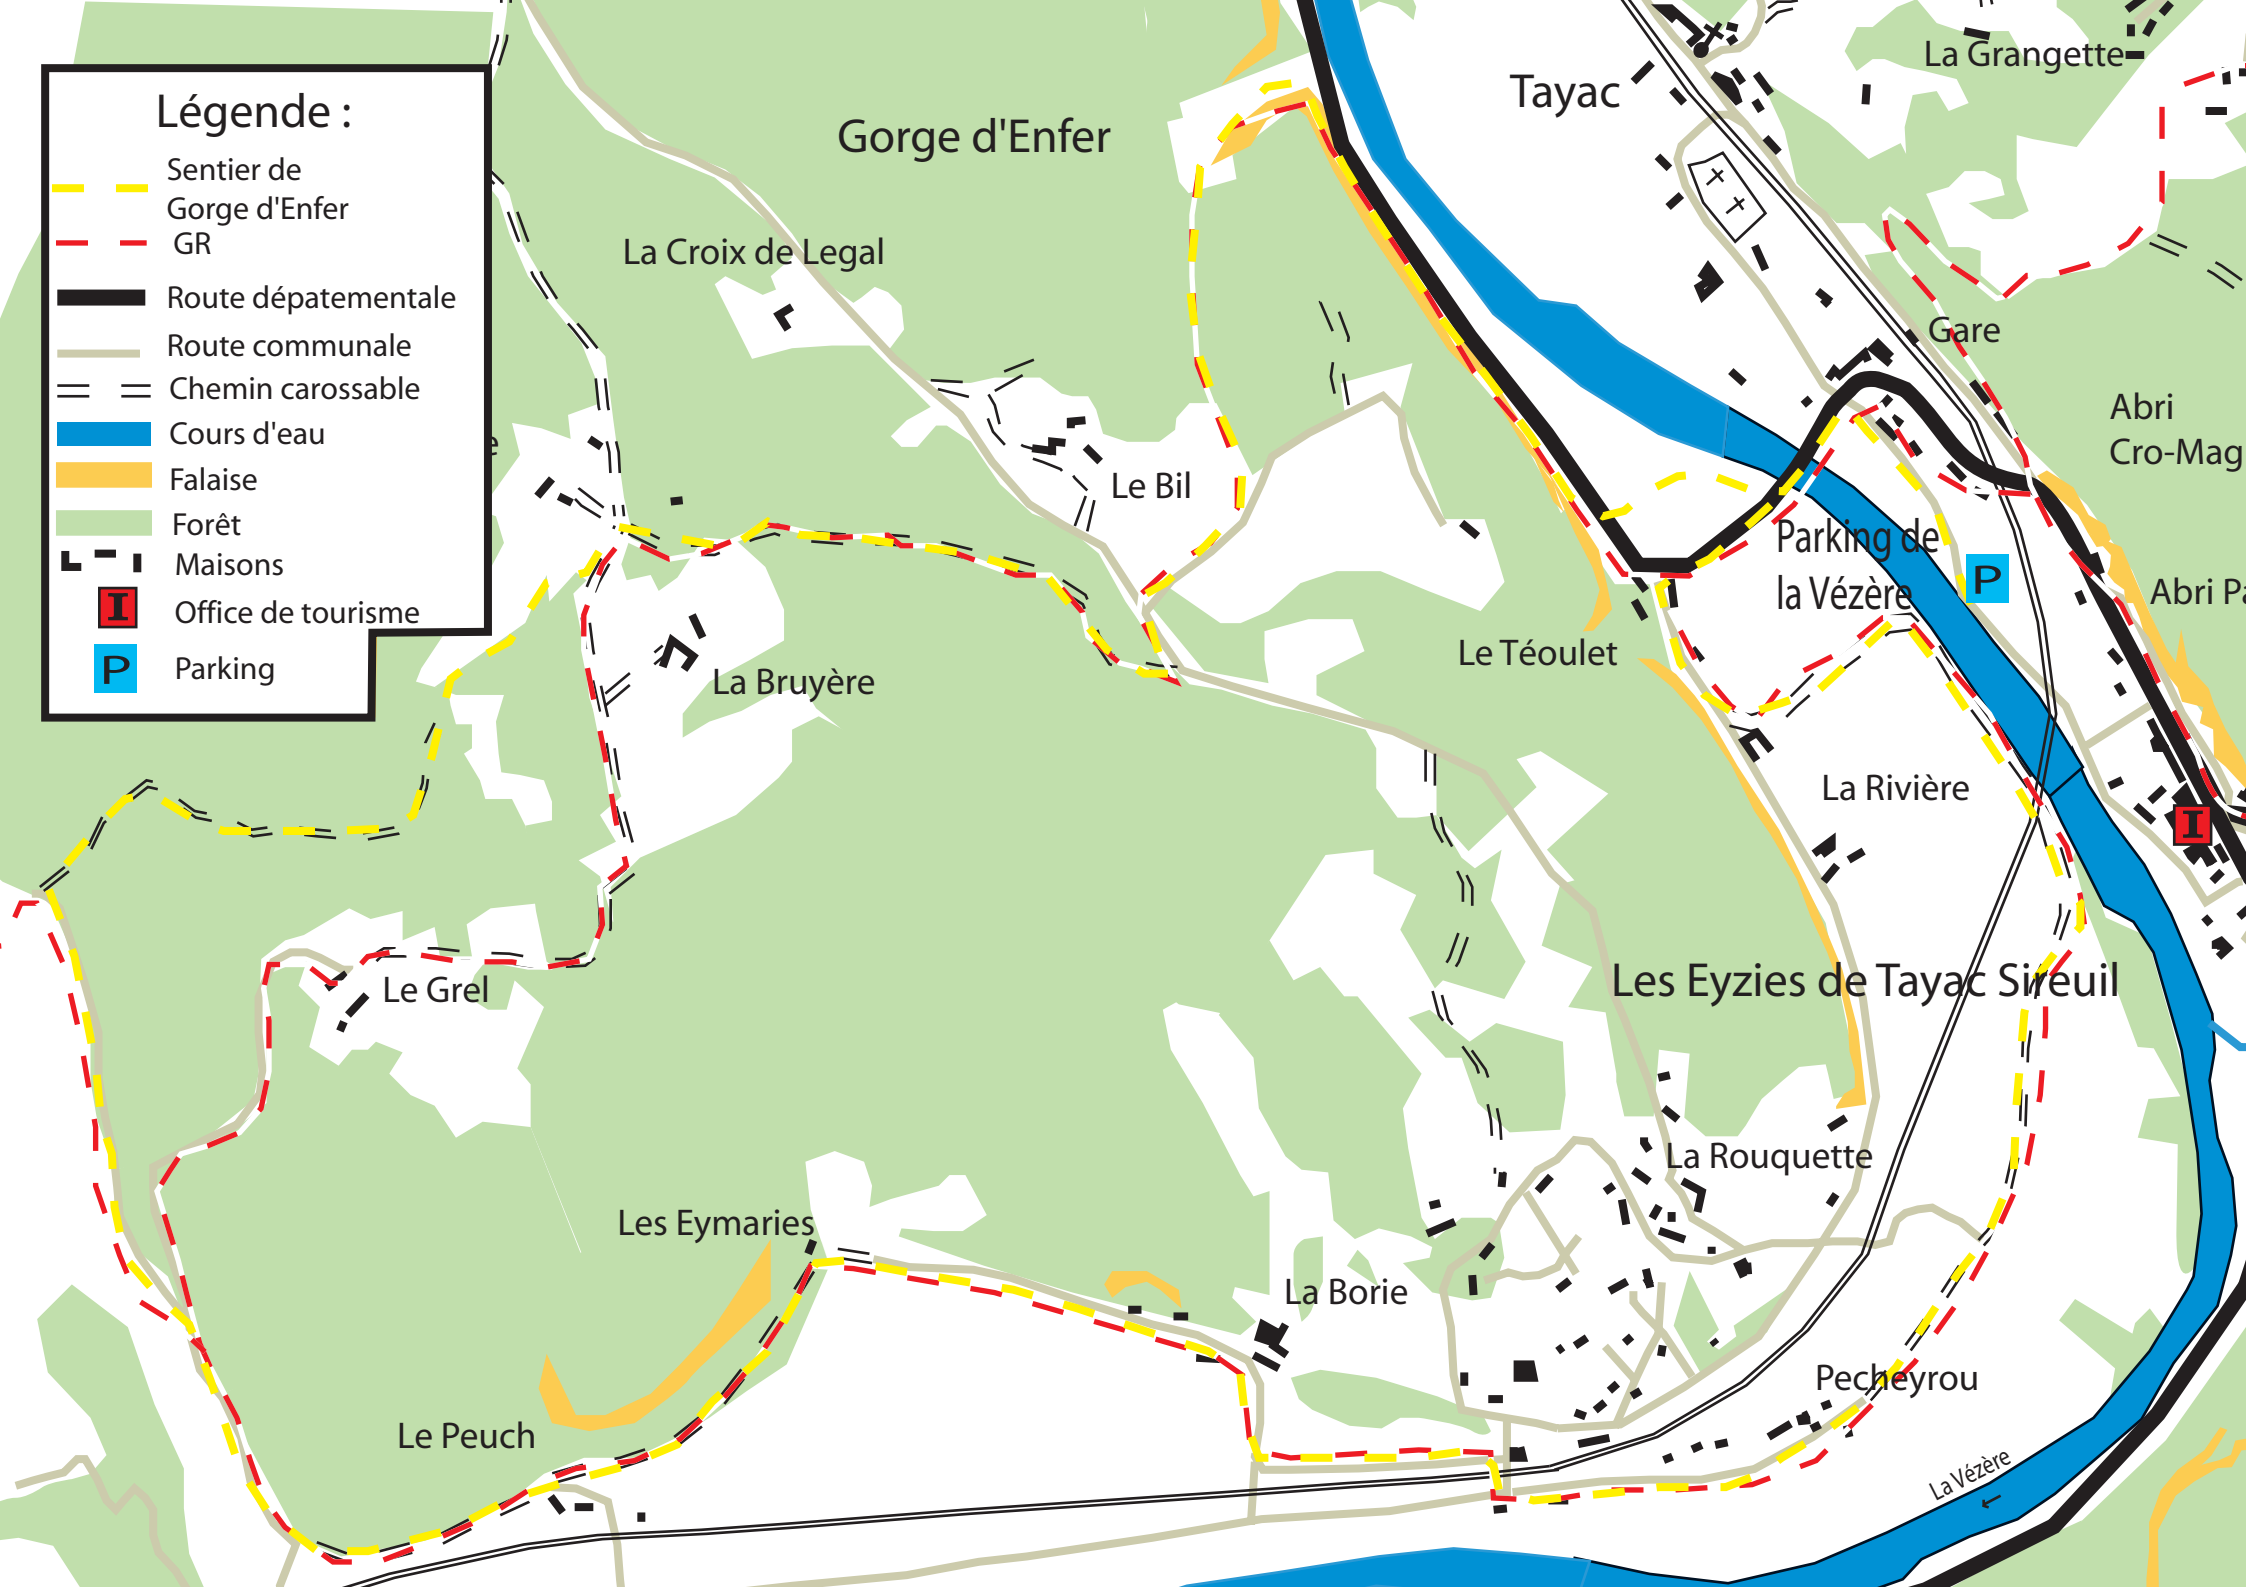 Légende :
Sentier de
Gorge d'Enfer
GR
Route dépatementale
Route communale
Chemin carossable
Cours d'eau
Falaise
Forêt
Maisons
I
Office de tourisme
P
Parking
Gorge d'Enfer
Tayac
La Grangette
La Croix de Legal
Gare
Abri
Cro-Mag
e
Le Bil
Parking de
la Vézère
P
Abri Pa
Le Téoulet
La Bruyère
La Rivière
I
Le Grel
Les Eyzies de Tayac Sireuil
La Rouquette
Les Eymaries
La Borie
Pecheyrou
Le Peuch
La Vézère